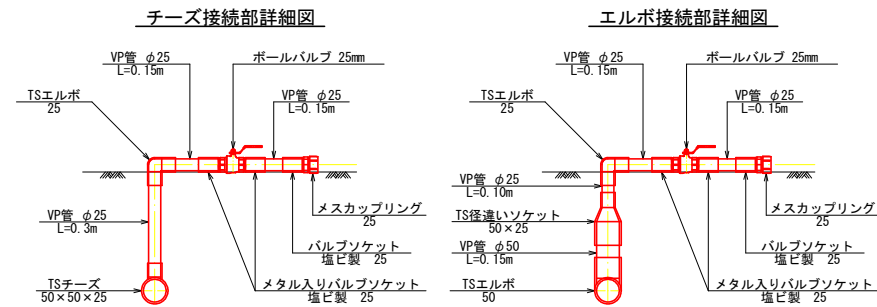 チーズ接続部詳細図
VP管 φ25
L=0.15m
ボールバルブ 25mm
TSエルボ
25
VP管 φ25
L=0.15m
VP管 φ25
L=0.3m
メスカップリング
25
バルブソケット
塩ビ製 25
TSチーズ
50×50×25
メタル入りバルブソケット
塩ビ製 25
エルボ接続部詳細図
VP管 φ25
L=0.15m
ボールバルブ 25mm
TSエルボ
25
VP管 φ25
L=0.15m
VP管 φ25
L=0.10m
メスカップリング
25
TS径違いソケット
50×25
VP管 φ50
L=0.15m
バルブソケット
塩ビ製 25
TSエルボ
50
メタル入りバルブソケット
塩ビ製 25